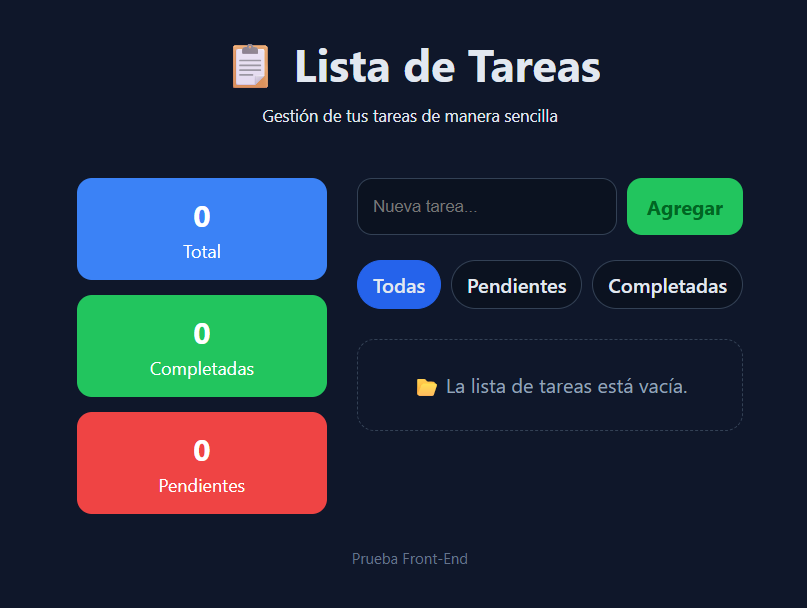 Lista de Tareas
Gestión de tus tareas de manera sencilla
0
Total
0
Completadas
0
Pendientes
Nueva tarea...
Agregar
Todas
Pendientes
Completadas
La lista de tareas está vacía.
Prueba Front-End